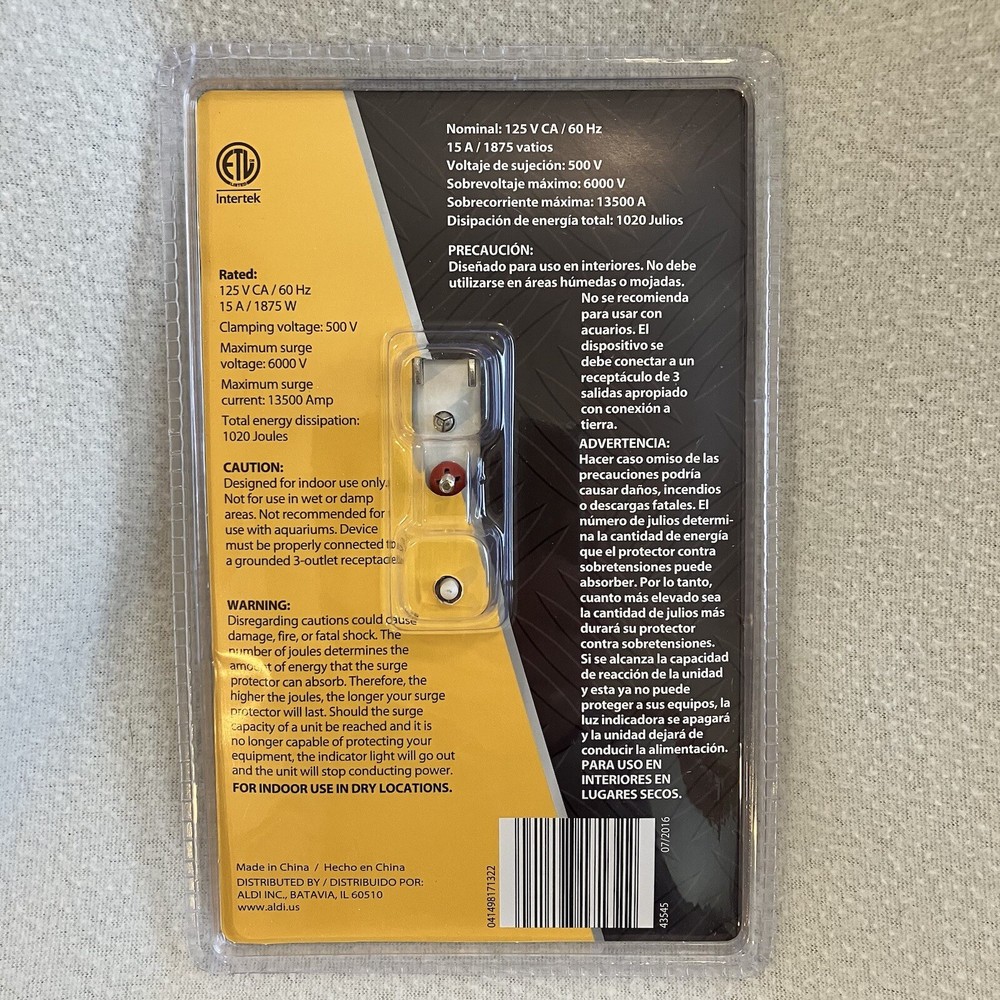 ETL
LISTED
Intertek
Rated:
125 V CA / 60 Hz
15 A / 1875 W
Clamping voltage: 500 V
Maximum surge
voltage: 6000 V
Maximum surge
current: 13500 Amp
Total energy dissipation:
1020 Joules
CAUTION:
Designed for indoor use only.
Not for use in wet or damp
areas. Not recommended for
use with aquariums. Device
must be properly connected to
a grounded 3-outlet receptacle.
WARNING:
Disregarding cautions could cause
damage, fire, or fatal shock. The
number of joules determines the
amount of energy that the surge
protector can absorb. Therefore, the
higher the joules, the longer your surge
protector will last. Should the surge
capacity of a unit be reached and it is
no longer capable of protecting your
equipment, the indicator light will go out
and the unit will stop conducting power.
FOR INDOOR USE IN DRY LOCATIONS.
Made in China / Hecho en China
DISTRIBUTED BY / DISTRIBUIDO POR:
ALDI INC., BATAVIA, IL 60510
www.aldi.us
Nominal: 125 V CA / 60 Hz
15 A / 1875 vatios
Voltaje de sujeción: 500 V
Sobrevoltaje máximo: 6000 V
Sobrecorriente máxima: 13500 A
Disipación de energía total: 1020 Julios
PRECAUCIÓN:
Diseñado para uso en interiores. No debe
utilizarse en áreas húmedas o mojadas.
No se recomienda
para usar con
acuarios. El
dispositivo se
debe conectar a un
receptáculo de 3
salidas apropiado
con conexión a
tierra.
ADVERTENCIA:
Hacer caso omiso de las
precauciones podría
causar daños, incendios
o descargas fatales. El
número de julios determi-
na la cantidad de energía
que el protector contra
sobretensiones puede
absorber. Por lo tanto,
cuanto más elevado sea
la cantidad de julios más
durará su protector
contra sobretensiones.
Si se alcanza la capacidad
de reacción de la unidad
y esta ya no puede
proteger a sus equipos, la
luz indicadora se apagará
y la unidad dejará de
conducir la alimentación.
PARA USO EN
INTERIORES EN
LUGARES SECOS.
041498171322
07/2016
43545